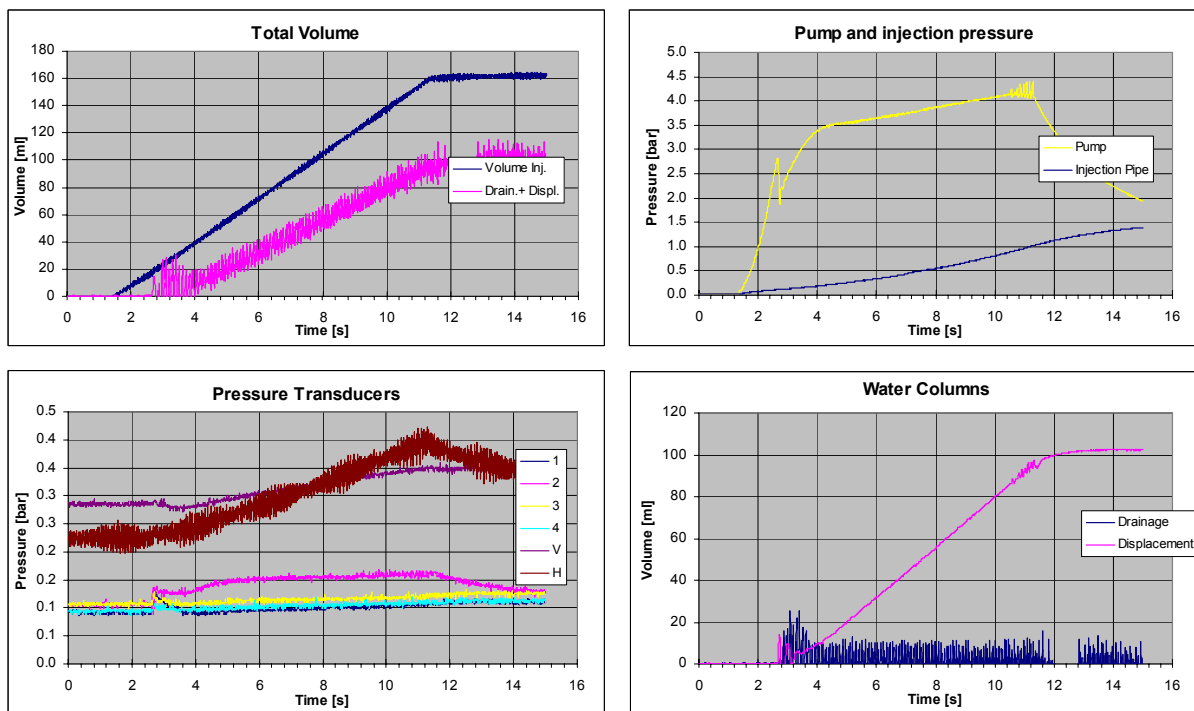 Total Volume
180
160
140
120
100
80
60
40
20
0
Volume [ml]
0 2 4 6 8 10 12 14 16
Time [s]
Volume Inj.
Drain.+ Displ.
Pump and injection pressure
5.0
4.5
4.0
3.5
3.0
2.5
2.0
1.5
1.0
0.5
0.0
Pressure [bar]
0 2 4 6 8 10 12 14 16
Time [s]
Pump
Injection Pipe
Pressure Transducers
0.5
0.4
0.4
0.3
0.3
0.2
0.2
0.1
0.1
0.0
Pressure [bar]
0 2 4 6 8 10 12 14 16
Time [s]
1
2
3
4
V
H
Water Columns
120
100
80
60
40
20
0
Volume [ml]
0 2 4 6 8 10 12 14 16
Time [s]
Drainage
Displacement